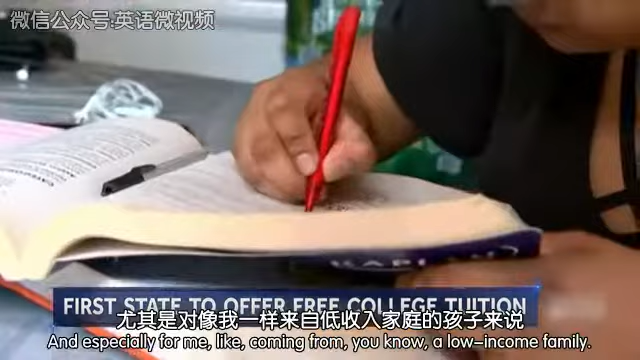 微信公众号:英语微视频
KAPLAN
FIRST STATE TO OFFER FREE COLLEGE TUITION
尤其是对像我一样来自低收入家庭的孩子来说
And especially for me, like, coming from, you know, a low-income family.